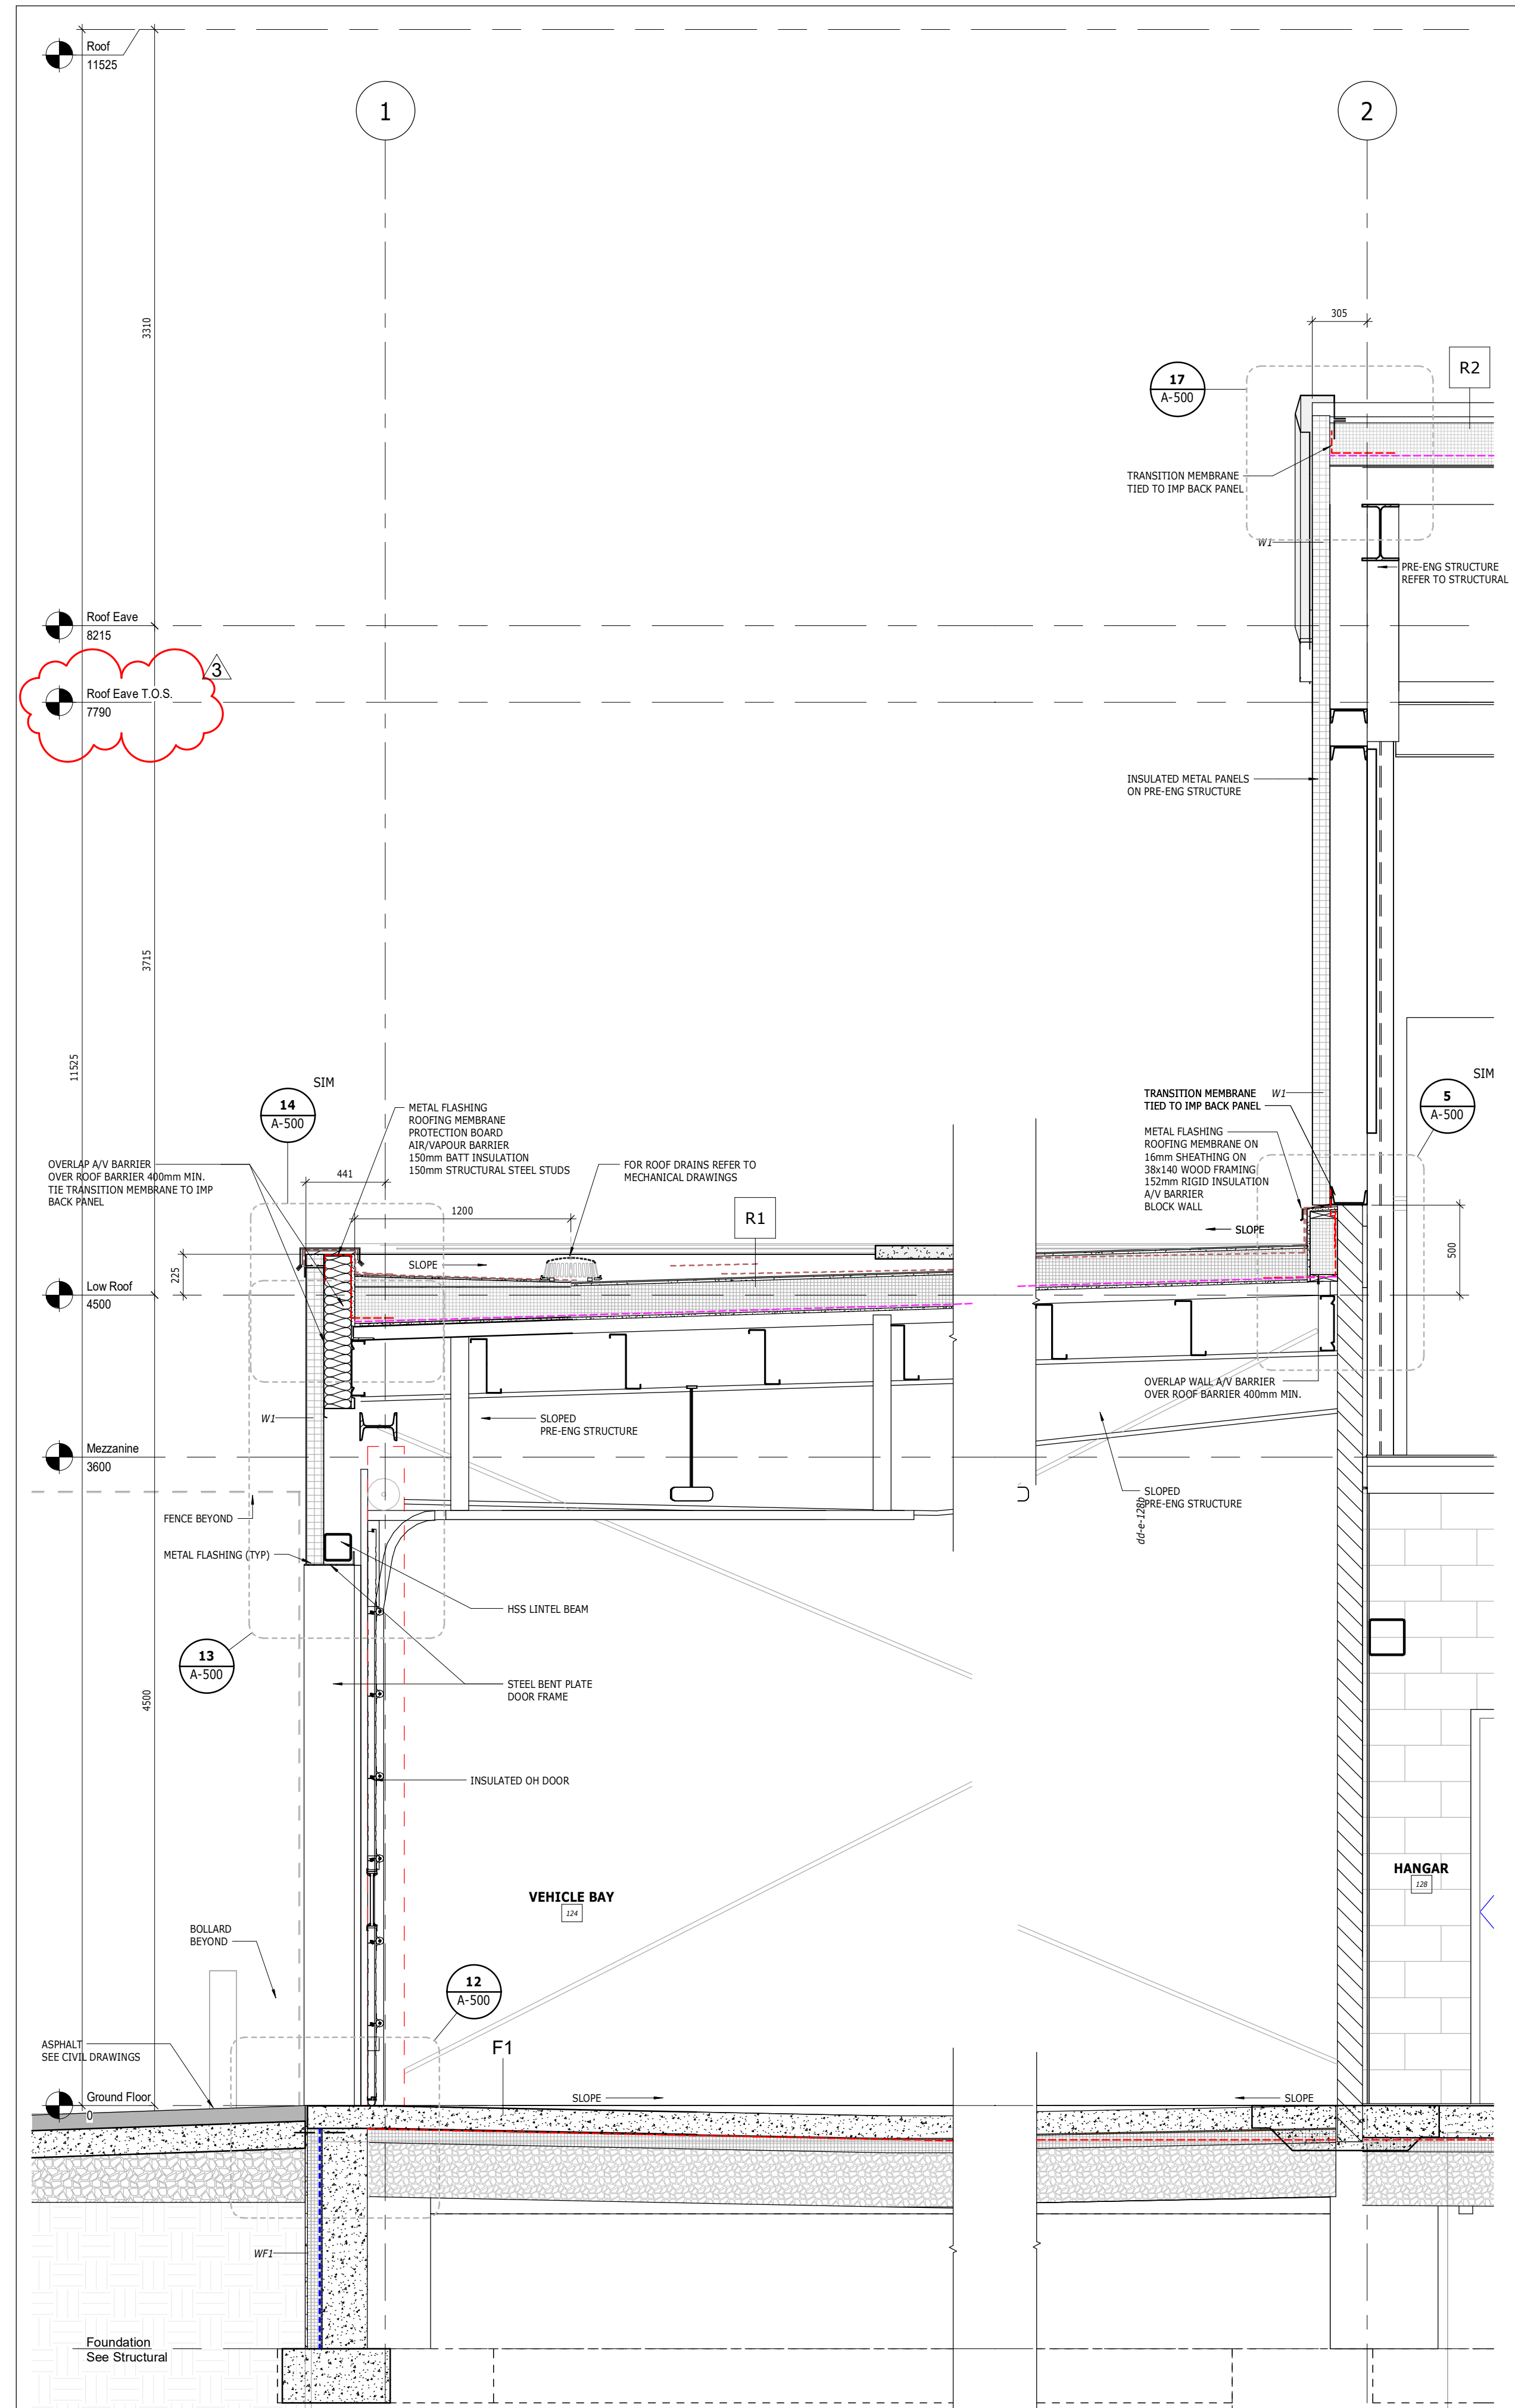 Roof
11525
1
2
3310
305
R2
17
A-500
TRANSITION MEMBRANE
TIED TO IMP BACK PANEL
W1
PRE-ENG STRUCTURE
REFER TO STRUCTURAL
Roof Eave
8215
3
Roof Eave T.O.S.
7790
INSULATED METAL PANELS
ON PRE-ENG STRUCTURE
3715
11525
SIM
14
A-500
METAL FLASHING
ROOFING MEMBRANE
PROTECTION BOARD
AIR/VAPOUR BARRIER
150mm BATT INSULATION
150mm STRUCTURAL STEEL STUDS
OVERLAP A/V BARRIER
OVER ROOF BARRIER 400mm MIN.
TIE TRANSITION MEMBRANE TO IMP
BACK PANEL
441
FOR ROOF DRAINS REFER TO
MECHANICAL DRAWINGS
1200
R1
TRANSITION MEMBRANE
TIED TO IMP BACK PANEL
W1
SIM
5
A-500
METAL FLASHING
ROOFING MEMBRANE ON
16mm SHEATHING ON
38x140 WOOD FRAMING
152mm RIGID INSULATION
A/V BARRIER
BLOCK WALL
SLOPE
500
225
SLOPE
Low Roof
4500
OVERLAP WALL A/V BARRIER
OVER ROOF BARRIER 400mm MIN.
W1
SLOPED
PRE-ENG STRUCTURE
Mezzanine
3600
SLOPED
PRE-ENG STRUCTURE
dd-e-128b
FENCE BEYOND
METAL FLASHING (TYP)
HSS LINTEL BEAM
13
A-500
STEEL BENT PLATE
DOOR FRAME
4500
INSULATED OH DOOR
VEHICLE BAY
124
HANGAR
128
BOLLARD
BEYOND
12
A-500
ASPHALT
SEE CIVIL DRAWINGS
F1
Ground Floor
0
SLOPE
SLOPE
WF1
Foundation
See Structural